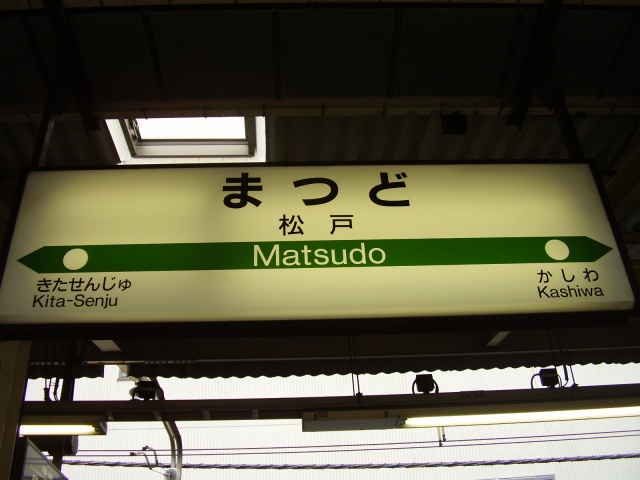 まつど
松戸
Matsudo
きたせんじゅ
Kita-Senju
かしわ
Kashiwa